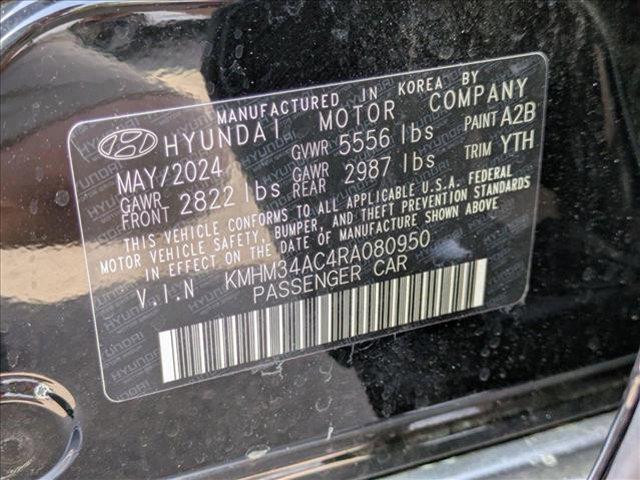 MANUFACTURED IN KOREA BY
HYUNDAI MOTOR COMPANY
MAY/2024 GVWR 5556 lbs PAINT A2B
GAWR FRONT 2822 lbs GAWR REAR 2987 lbs TRIM YTH
THIS VEHICLE CONFORMS TO ALL APPLICABLE U.S.A. FEDERAL
MOTOR VEHICLE SAFETY, BUMPER, AND THEFT PREVENTION STANDARDS
IN EFFECT ON THE DATE OF MANUFACTURE SHOWN ABOVE.
V.I.N KMHM34AC4RA080950
PASSENGER CAR